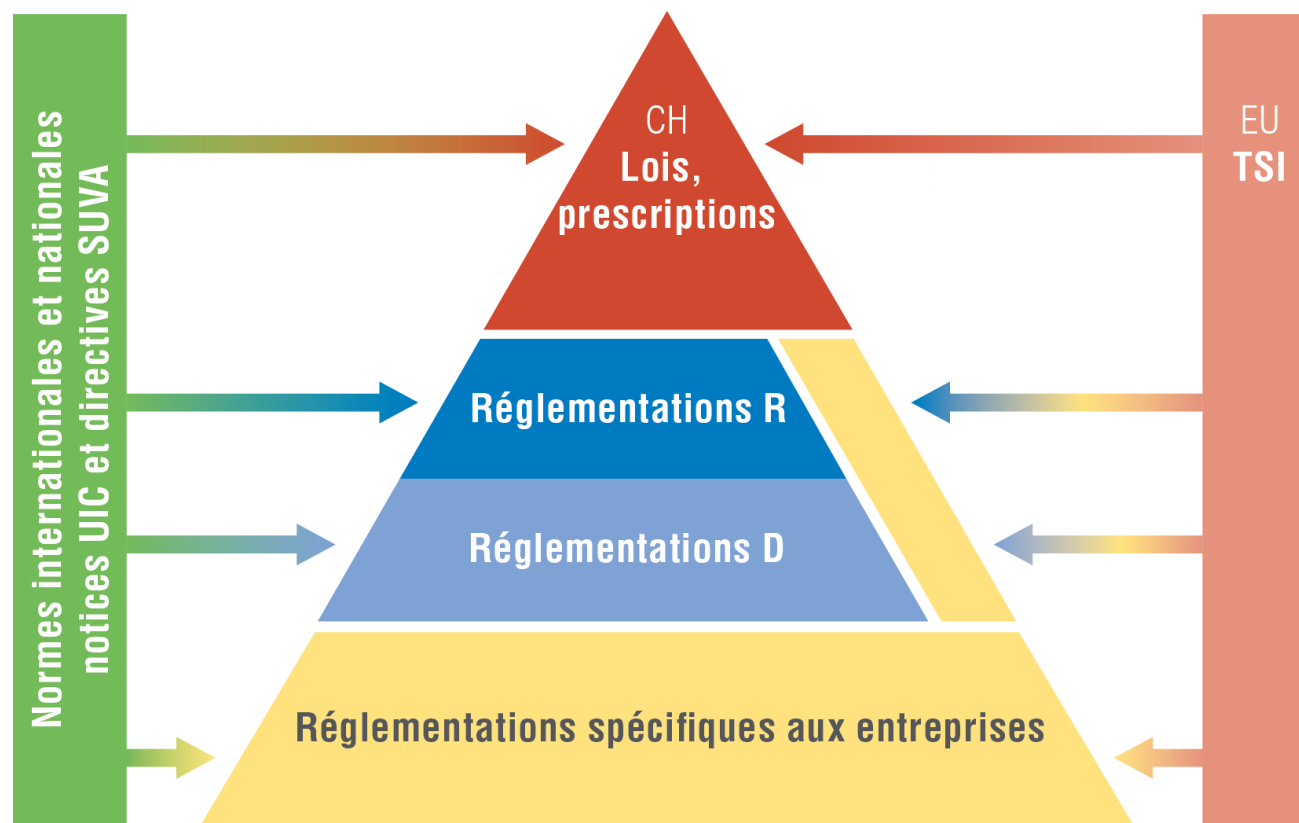 Normes internationales et nationales
notices UIC et directives SUVA
CH
Lois,
prescriptions
EU
TSI
Réglementations R
Réglementations D
Réglementations spécifiques aux entreprises